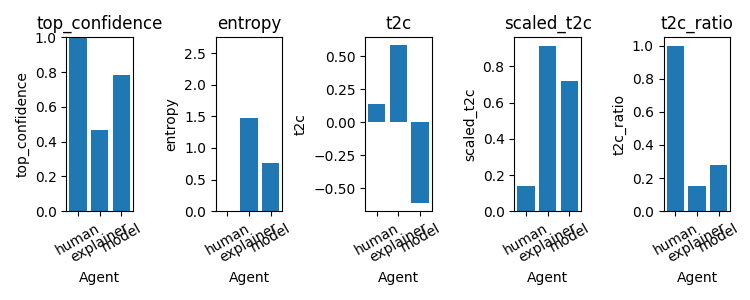 top_confidence entropy t2c scaled_t2c t2c_ratio
top_confidence
1.0
0.8
0.6
0.4
0.2
0.0
human explainer model
Agent
entropy
2.5
2.0
1.5
1.0
0.5
0.0
human explainer model
Agent
t2c
0.50
0.25
0.00
−0.25
−0.50
human explainer model
Agent
scaled_t2c
0.8
0.6
0.4
0.2
0.0
human explainer model
Agent
t2c_ratio
1.0
0.8
0.6
0.4
0.2
0.0
human explainer model
Agent